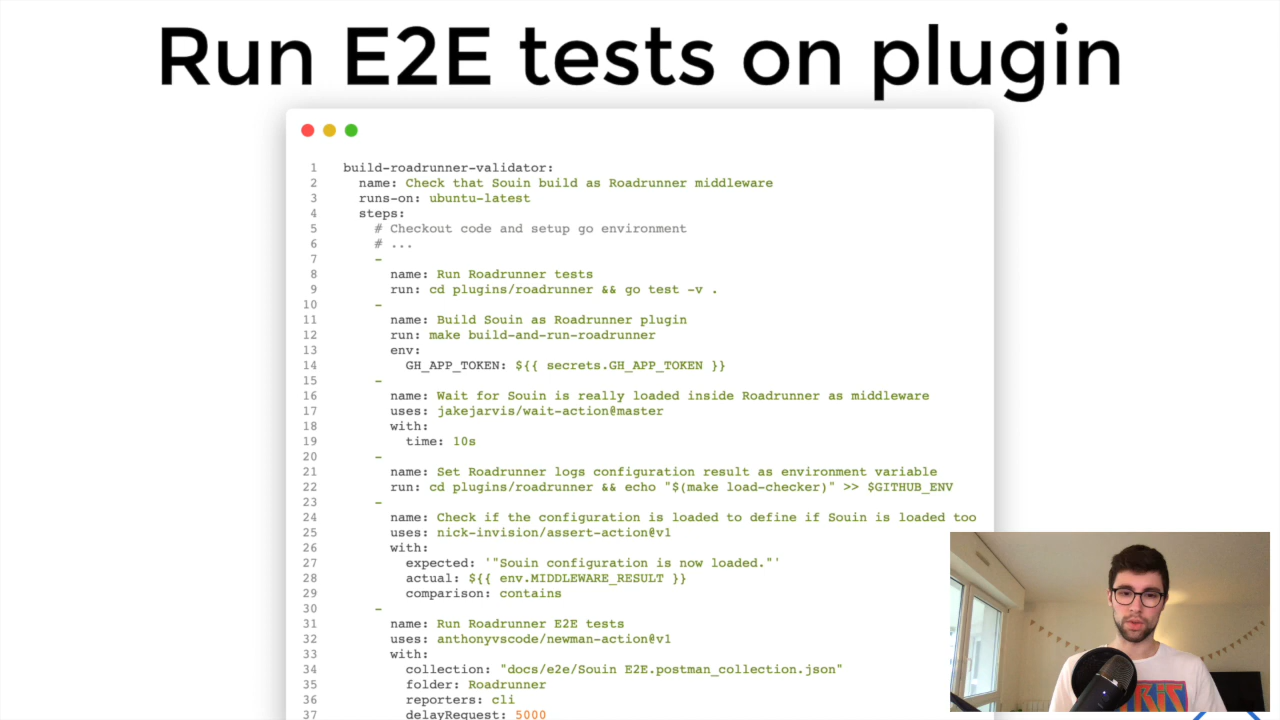 Run E2E tests on plugin
1 build-roadrunner-validator:
2 name: Check that Souin build as Roadrunner middleware
3 runs-on: ubuntu-latest
4 steps:
5 # Checkout code and setup go environment
6 # ...
7 -
8 name: Run Roadrunner tests
9 run: cd plugins/roadrunner && go test -v .
10 -
11 name: Build Souin as Roadrunner plugin
12 run: make build-and-run-roadrunner
13 env:
14 GH_APP_TOKEN: ${{ secrets.GH_APP_TOKEN }}
15 -
16 name: Wait for Souin is really loaded inside Roadrunner as middleware
17 uses: jakejarvis/wait-action@master
18 with:
19 time: 10s
20 -
21 name: Set Roadrunner logs configuration result as environment variable
22 run: cd plugins/roadrunner && echo "$(make load-checker)" >> $GITHUB_ENV
23 -
24 name: Check if the configuration is loaded to define if Souin is loaded too
25 uses: nick-invision/assert-action@v1
26 with:
27 expected: '"Souin configuration is now loaded."'
28 actual: ${{ env.MIDDLEWARE_RESULT }}
29 comparison: contains
30 -
31 name: Run Roadrunner E2E tests
32 uses: anthonyvscode/newman-action@v1
33 with:
34 collection: "docs/e2e/Souin E2E.postman_collection.json"
35 folder: Roadrunner
36 reporters: cli
37 delayRequest: 5000